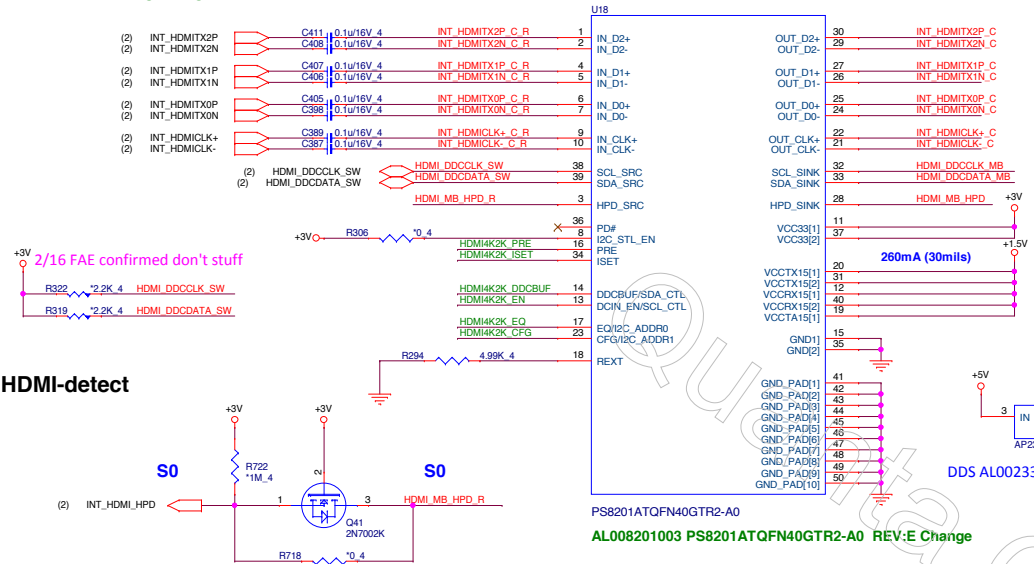 U18
(2) INT_HDMITX2P C411 0.1u/16V_4 INT_HDMITX2P_C_R 1 IN_D2+ OUT_D2+ 30 INT_HDMITX2P_C
(2) INT_HDMITX2N C408 0.1u/16V_4 INT_HDMITX2N_C_R 2 IN_D2- OUT_D2- 29 INT_HDMITX2N_C
(2) INT_HDMITX1P C407 0.1u/16V_4 INT_HDMITX1P_C_R 4 IN_D1+ OUT_D1+ 27 INT_HDMITX1P_C
(2) INT_HDMITX1N C406 0.1u/16V_4 INT_HDMITX1N_C_R 5 IN_D1- OUT_D1- 26 INT_HDMITX1N_C
(2) INT_HDMITX0P C405 0.1u/16V_4 INT_HDMITX0P_C_R 6 IN_D0+ OUT_D0+ 25 INT_HDMITX0P_C
(2) INT_HDMITX0N C398 0.1u/16V_4 INT_HDMITX0N_C_R 7 IN_D0- OUT_D0- 24 INT_HDMITX0N_C
(2) INT_HDMICLK+ C389 0.1u/16V_4 INT_HDMICLK+_C_R 9 IN_CLK+ OUT_CLK+ 22 INT_HDMICLK+_C
(2) INT_HDMICLK- C387 0.1u/16V_4 INT_HDMICLK-_C_R 10 IN_CLK- OUT_CLK- 21 INT_HDMICLK-_C
(2) HDMI_DDCCLK_SW HDMI_DDCCLK_SW 38 SCL_SRC SCL_SINK 32 HDMI_DDCCLK_MB
(2) HDMI_DDCDATA_SW HDMI_DDCDATA_SW 39 SDA_SRC SDA_SINK 33 HDMI_DDCDATA_MB
HDMI_MB_HPD_R 3 HPD_SRC HPD_SINK 28 HDMI_MB_HPD
+3V
36 PD# VCC33[1] 11
+3V R306 *0_4 8 I2C_STL_EN VCC33[2] 37
HDMI4K2K_PRE 16 PRE
HDMI4K2K_ISET 34 ISET
+1.5V
260mA (30mils)
+3V 2/16 FAE confirmed don't stuff
VCCTX15[1] 20
VCCTX15[2] 31
R322 *2.2K_4 HDMI_DDCCLK_SW
HDMI4K2K_DDCBUF 14 DDCBUF/SDA_CTL VCCRX15[1] 12
HDMI4K2K_EN 13 DCIN_EN/SCL_CTL VCCRX15[2] 40
R319 *2.2K_4 HDMI_DDCDATA_SW
VCCTA15[1] 19
HDMI4K2K_EQ 17 EQ/I2C_ADDR0
HDMI4K2K_CFG 23 CFG/I2C_ADDR1 GND1] 15
GND[2] 35
R294 4.99K_4 18 REXT
HDMI-detect
GND_PAD[1] 41
GND_PAD[2] 42
GND_PAD[3] 43
GND_PAD[4] 44
GND_PAD[5] 45
GND_PAD[6] 46
GND_PAD[7] 47
GND_PAD[8] 48
GND_PAD[9] 49
GND_PAD[10] 50
+5V
3 IN
DDS AL00233
+3V +3V
R722
*1M_4
S0 2 S0
(2) INT_HDMI_HPD 1 3 HDMI_MB_HPD_R
Q41
2N7002K
R718 *0_4
PS8201ATQFN40GTR2-A0
AL008201003 PS8201ATQFN40GTR2-A0 REV:E Change
Quanta